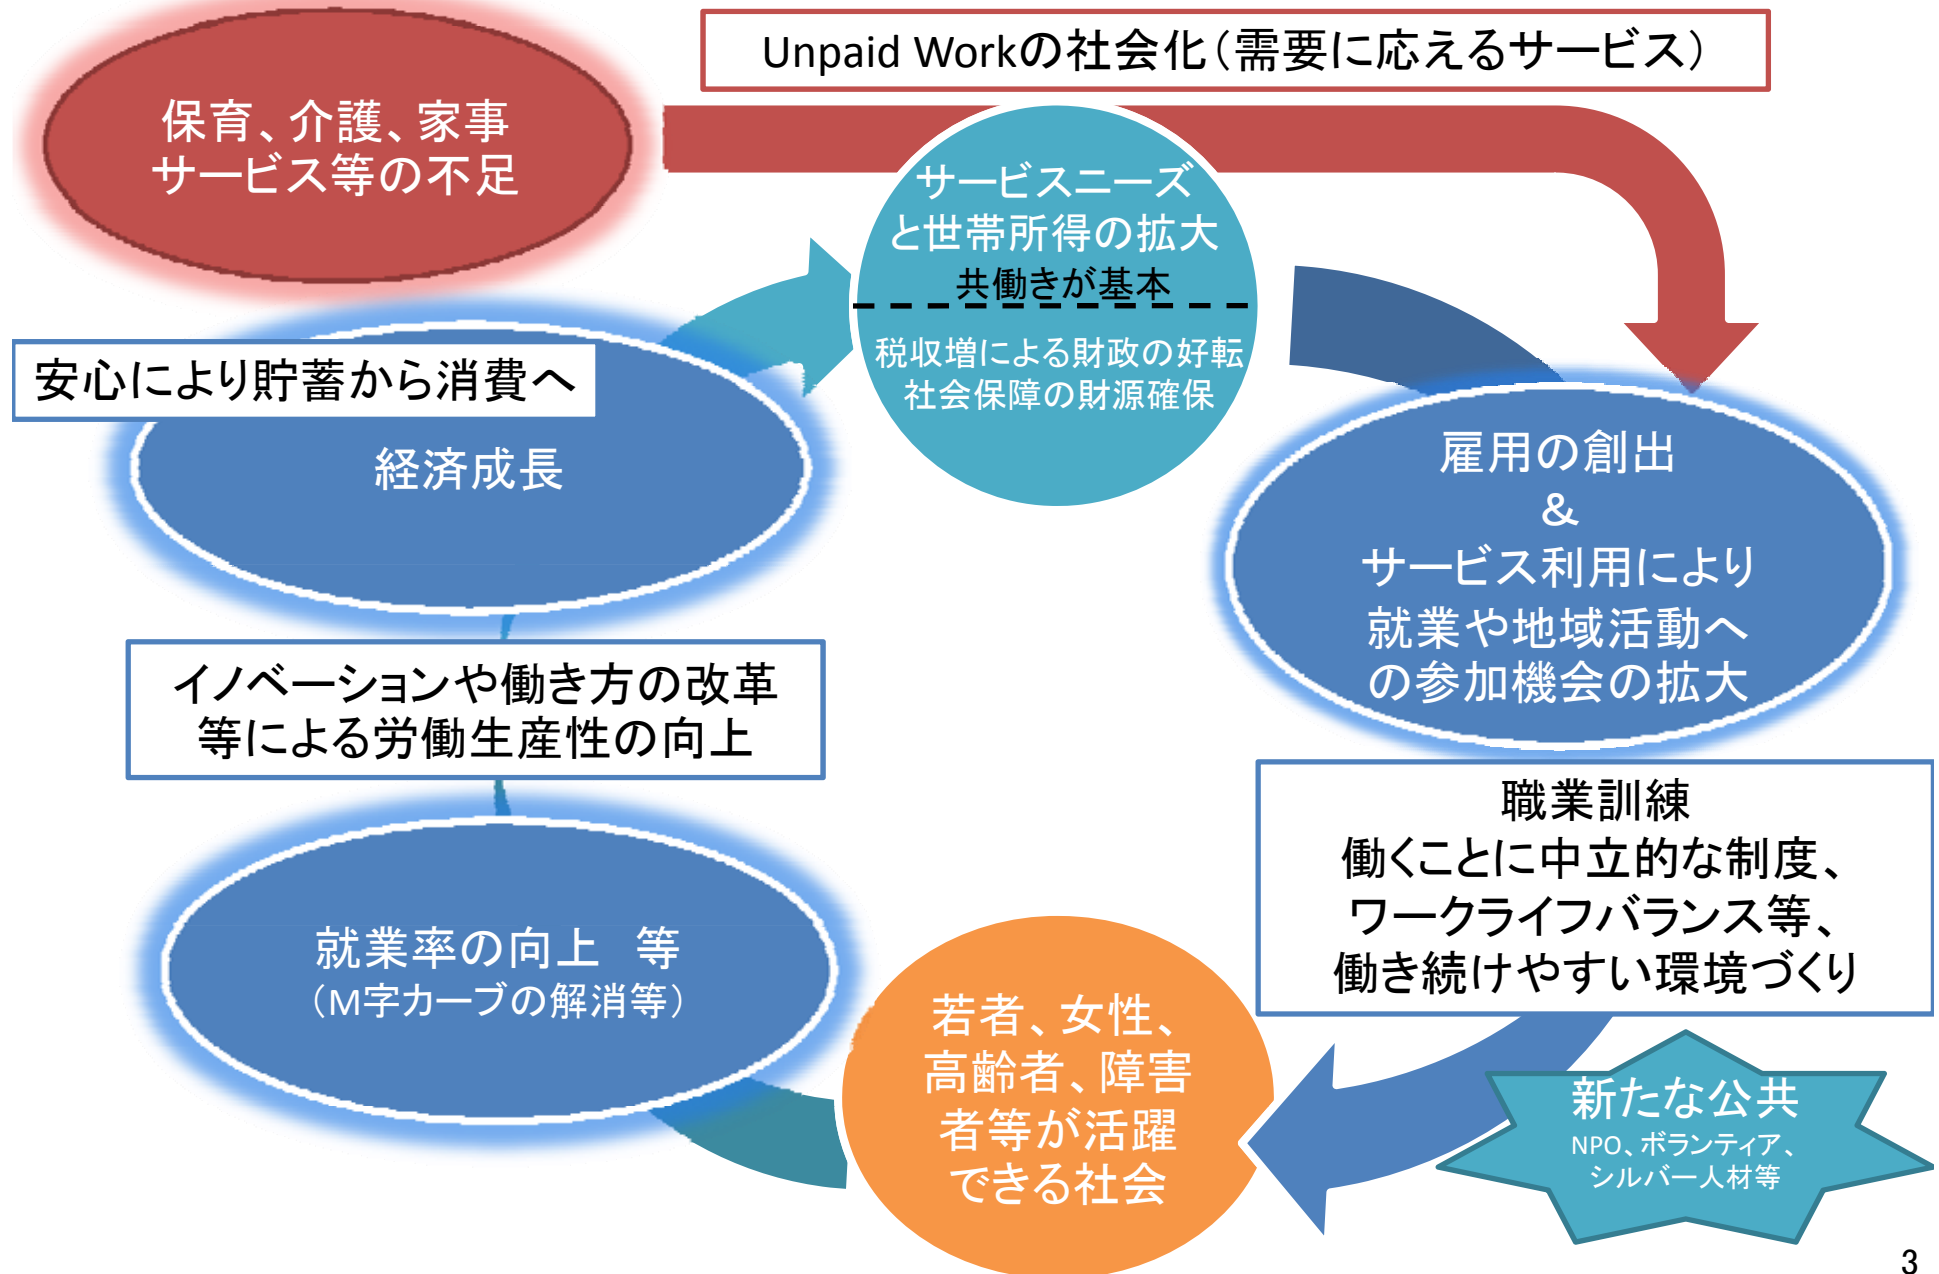 Unpaid Workの社会化（需要に応えるサービス）
保育、介護、家事
サービス等の不足
サービスニーズ
と世帯所得の拡大
共働きが基本
税収増による財政の好転
社会保障の財源確保
安心により貯蓄から消費へ
経済成長
雇用の創出
＆
サービス利用により
就業や地域活動へ
の参加機会の拡大
イノベーションや働き方の改革
等による労働生産性の向上
職業訓練
働くことに中立的な制度、
ワークライフバランス等、
働き続けやすい環境づくり
就業率の向上　等
（M字カーブの解消等）
若者、女性、
高齢者、障害
者等が活躍
できる社会
新たな公共
NPO、ボランティア、
シルバー人材等
3